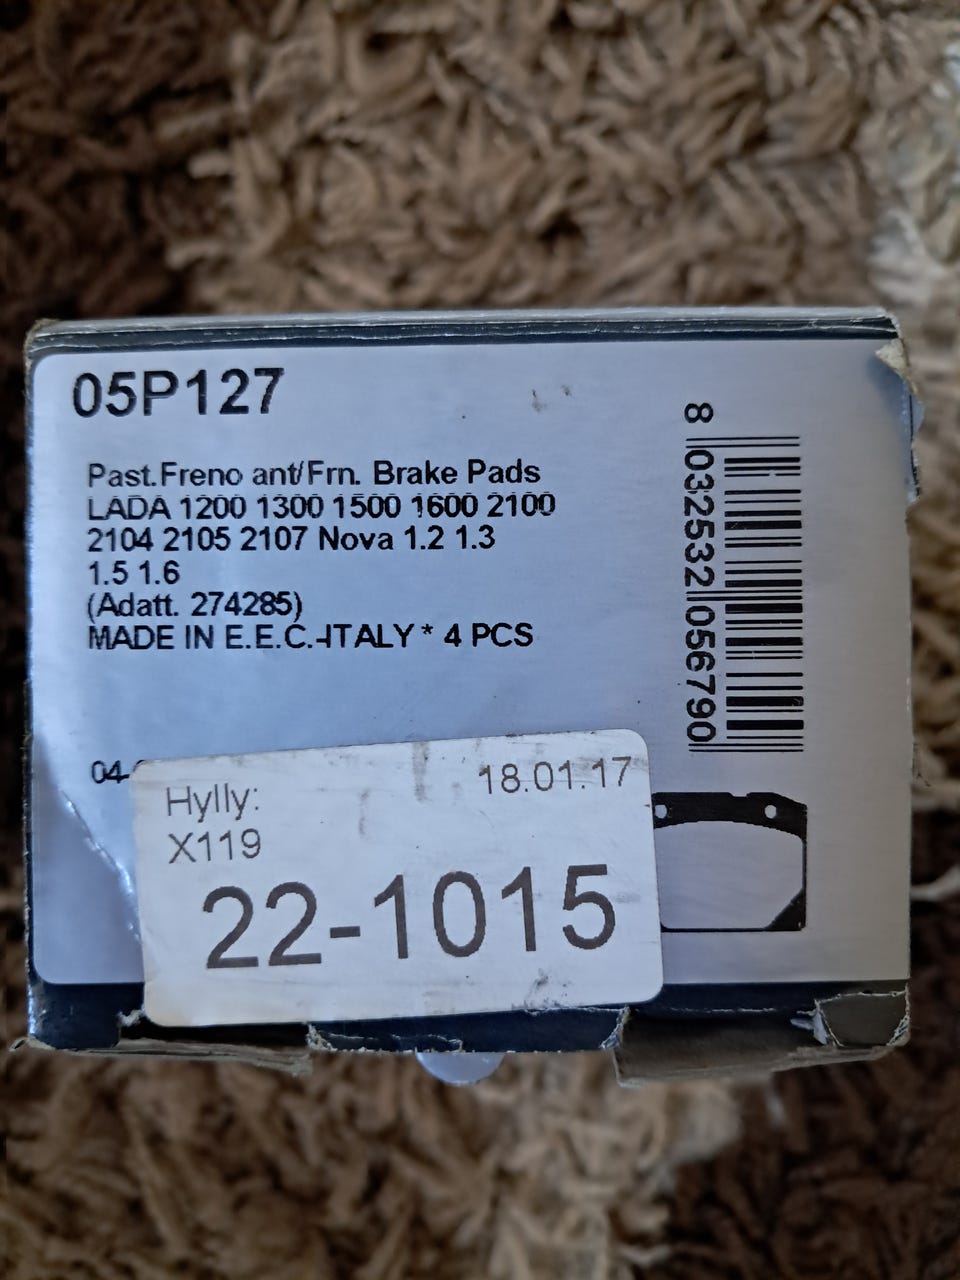 05P127
Past.Freno ant/Frn. Brake Pads
LADA 1200 1300 1500 1600 2100
2104 2105 2107 Nova 1.2 1.3
1.5 1.6
(Adatt. 274285)
MADE IN E.E.C.-ITALY * 4 PCS
8 032532 056790
04-
Hylly:
18.01.17
X119
22-1015